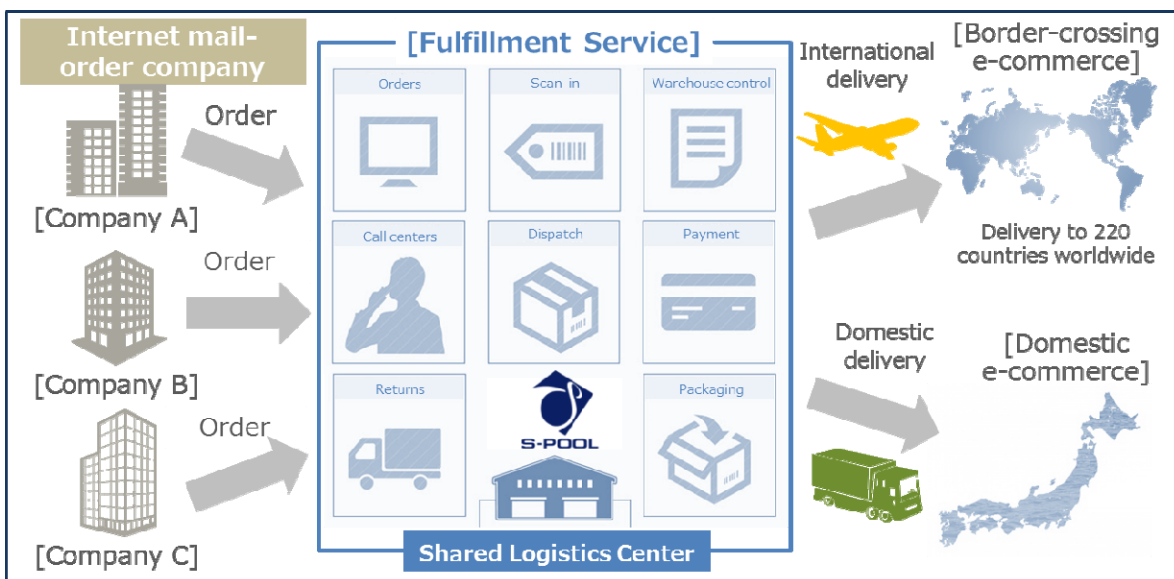 Internet mail-
order company
Order
[Company A]
Order
[Company B]
Order
[Company C]
[Fulfillment Service]
Orders
Scan in
Warehouse control
Call centers
Dispatch
Payment
Returns
S-POOL
Packaging
Shared Logistics Center
International
delivery
[Border-crossing
e-commerce]
Delivery to 220
countries worldwide
Domestic
delivery
[Domestic
e-commerce]